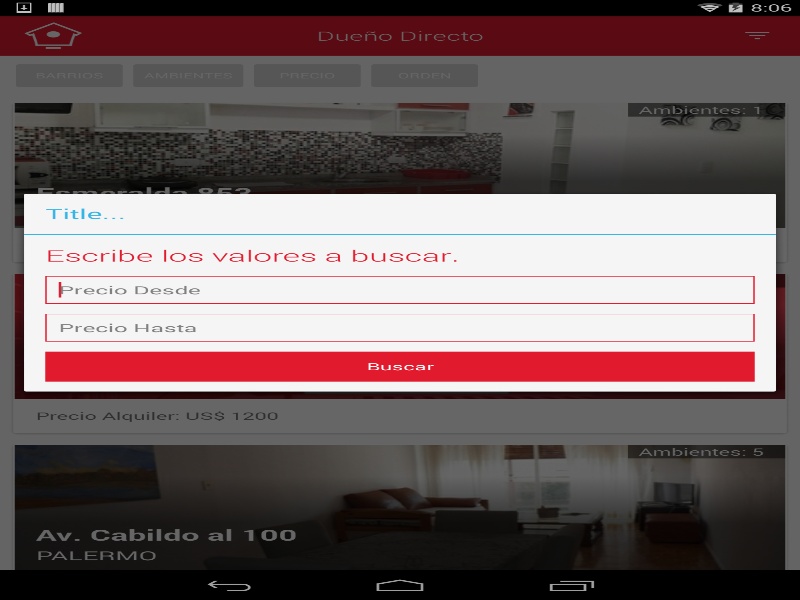 8:06
Dueño Directo
BARRIOS AMBIENTES PRECIO ORDEN
Ambientes: 1
Esmeralda 853
Title...
Escribe los valores a buscar.
Precio Desde
Precio Hasta
Buscar
Precio Alquiler: US$ 1200
Ambientes: 5
Av. Cabildo al 100
PALERMO